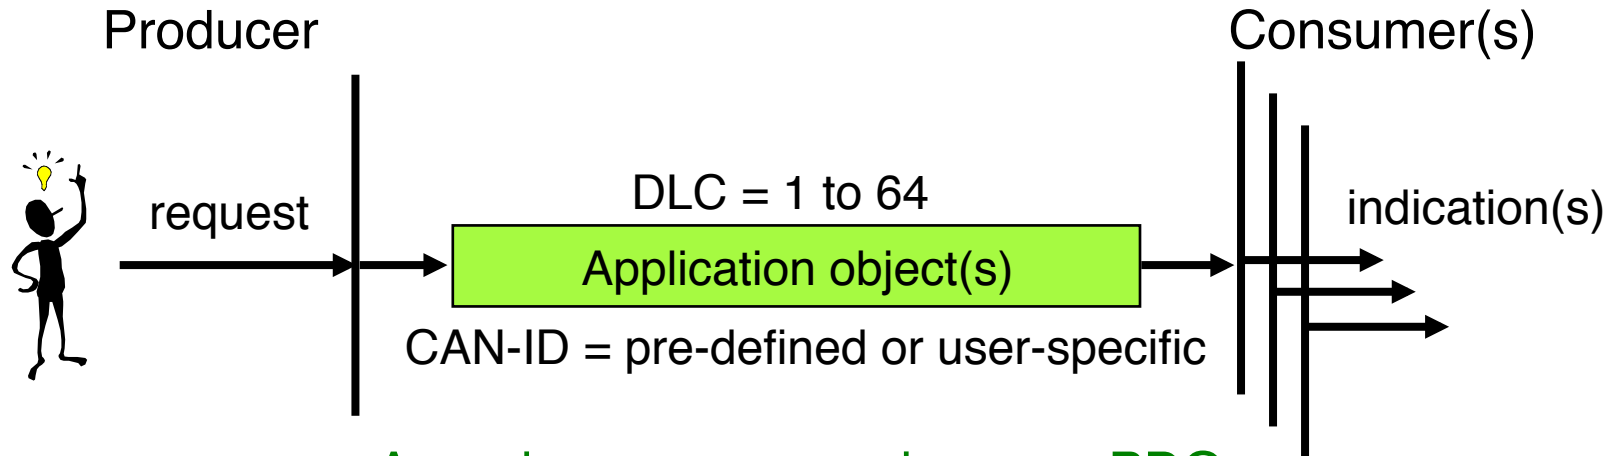 Producer
Consumer(s)
request
DLC = 1 to 64
indication(s)
Application object(s)
CAN-ID = pre-defined or user-specific